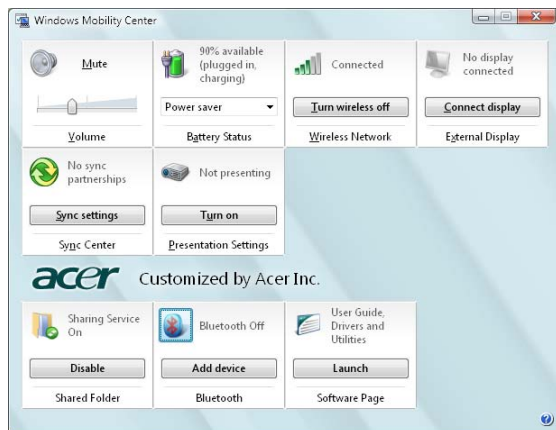 Windows Mobility Center
Mute
Volume
90% available
(plugged in,
charging)
Power saver
Battery Status
Connected
Turn wireless off
Wireless Network
No display
connected
Connect display
External Display
No sync
partnerships
Sync settings
Sync Center
Not presenting
Turn on
Presentation Settings
acer Customized by Acer Inc.
Sharing Service
On
Disable
Shared Folder
Bluetooth Off
Add device
Bluetooth
User Guide,
Drivers and
Utilities
Launch
Software Page
?